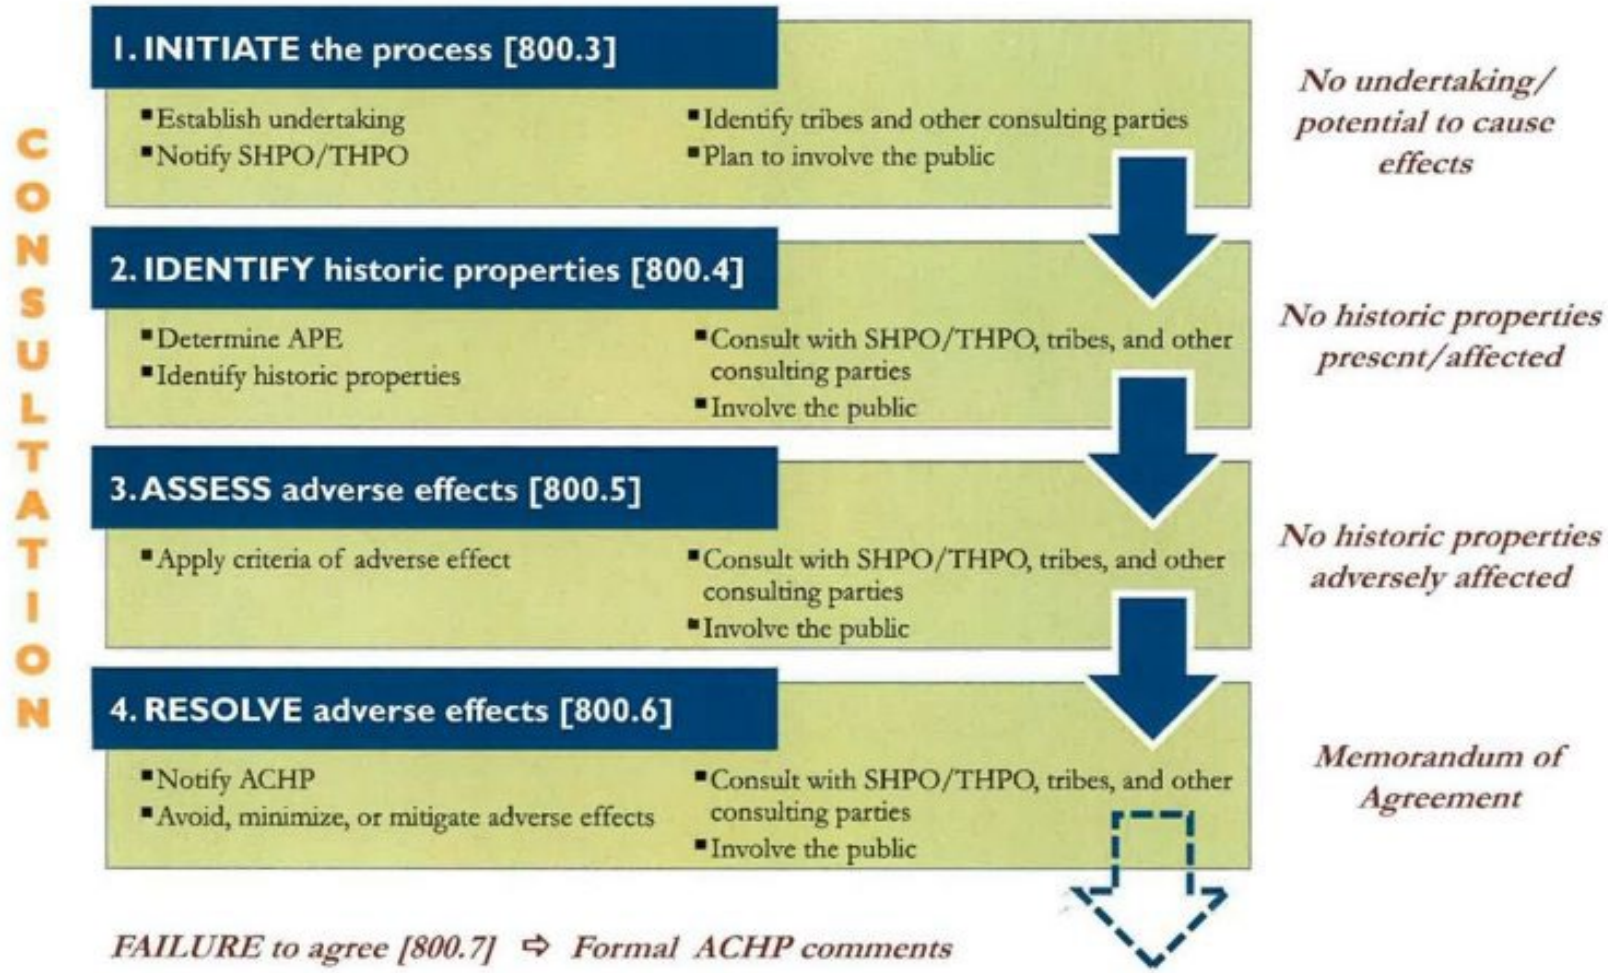 CONSULTATION
1. INITIATE the process [800.3]
▪Establish undertaking
▪Notify SHPO/THPO
▪Identify tribes and other consulting parties
▪Plan to involve the public
No undertaking/
potential to cause
effects
2. IDENTIFY historic properties [800.4]
▪Determine APE
▪Identify historic properties
▪Consult with SHPO/THPO, tribes, and other
consulting parties
▪Involve the public
No historic properties
present/affected
3. ASSESS adverse effects [800.5]
▪Apply criteria of adverse effect
▪Consult with SHPO/THPO, tribes, and other
consulting parties
▪Involve the public
No historic properties
adversely affected
4. RESOLVE adverse effects [800.6]
▪Notify ACHP
▪Avoid, minimize, or mitigate adverse effects
▪Consult with SHPO/THPO, tribes, and other
consulting parties
▪Involve the public
Memorandum of
Agreement
FAILURE to agree [800.7] ⇨ Formal ACHP comments